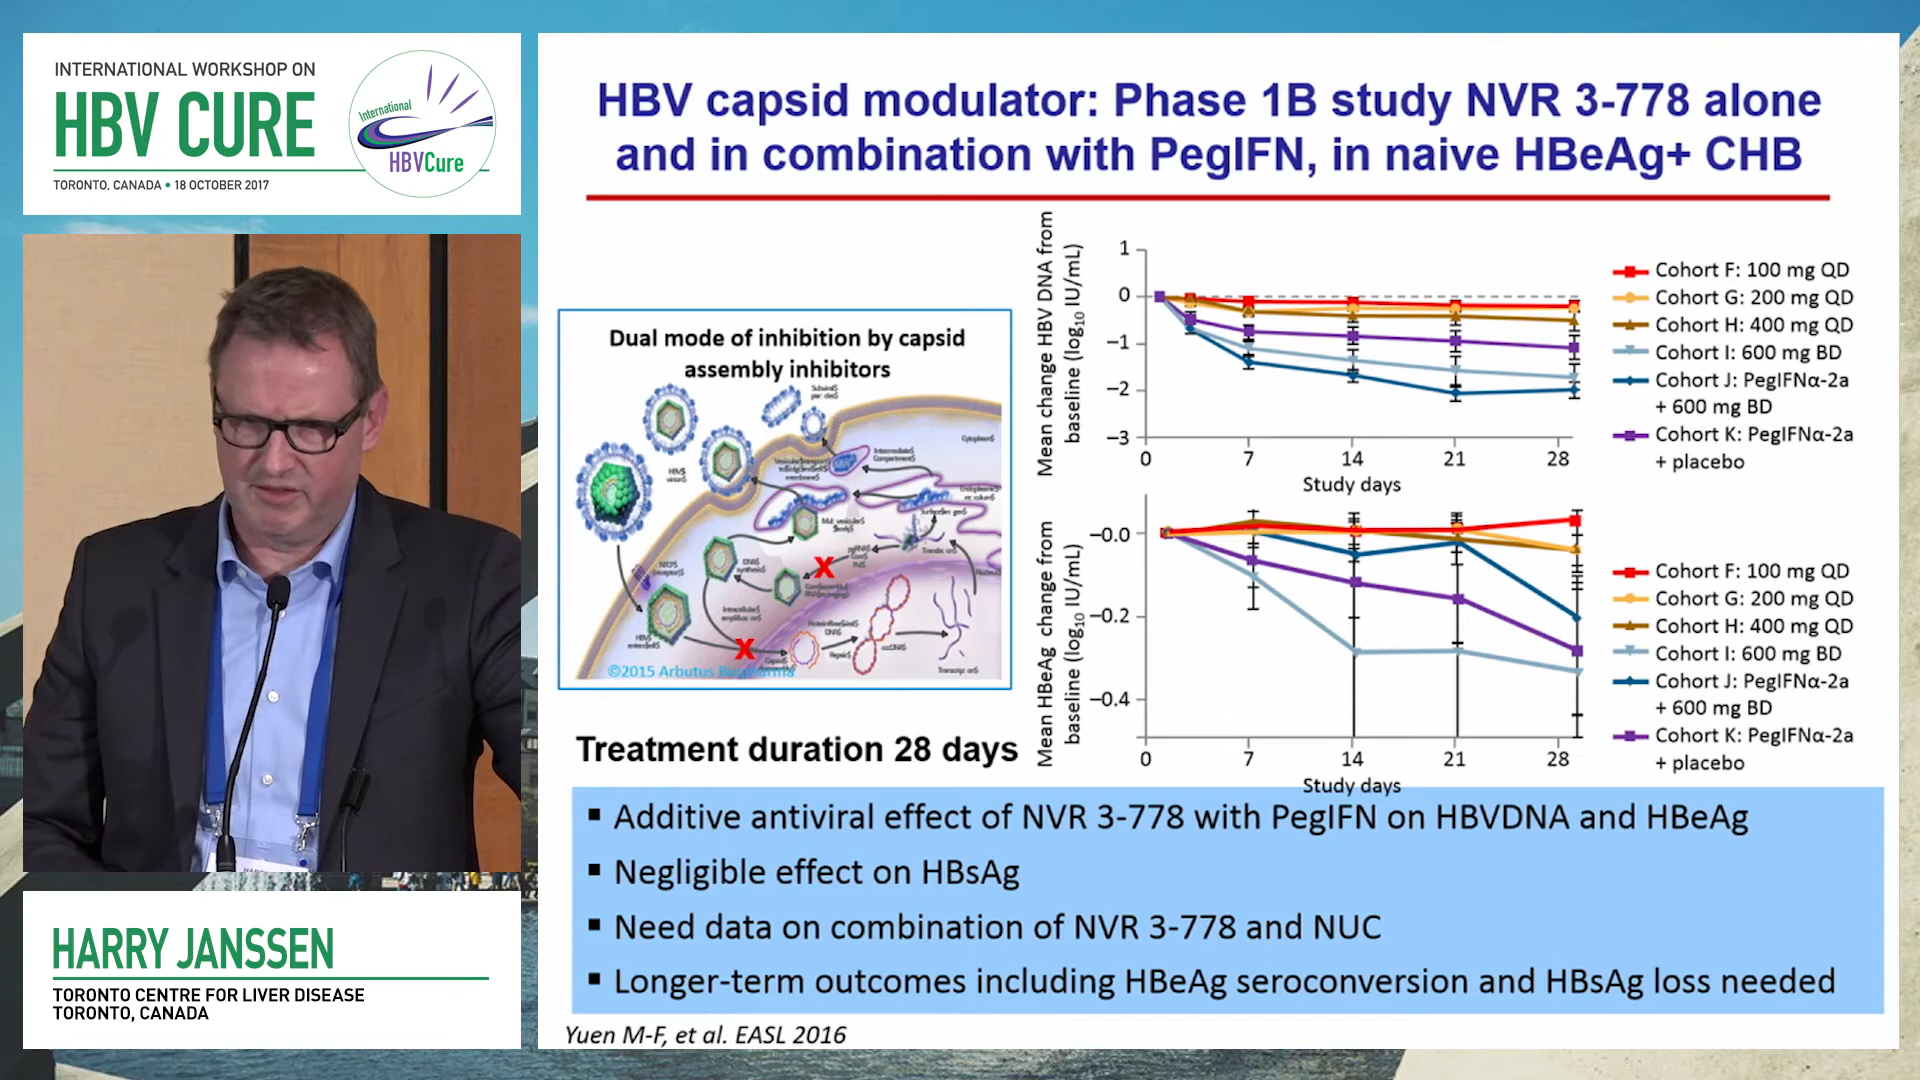 INTERNATIONAL WORKSHOP ON
HBV CURE
TORONTO, CANADA • 18 OCTOBER 2017
International
HBVCure
HARRY JANSSEN
TORONTO CENTRE FOR LIVER DISEASE
TORONTO, CANADA
HBV capsid modulator: Phase 1B study NVR 3-778 alone
and in combination with PegIFN, in naive HBeAg+ CHB
Dual mode of inhibition by capsid
assembly inhibitors
X
X
©2015 Arbutus
Treatment duration 28 days
Mean change HBV DNA from
baseline (log10 IU/mL)
1
0
−1
−2
−3
0 7 14 21 28
Study days
Cohort F: 100 mg QD
Cohort G: 200 mg QD
Cohort H: 400 mg QD
Cohort I: 600 mg BD
Cohort J: PegIFNα-2a
+ 600 mg BD
Cohort K: PegIFNα-2a
+ placebo
Mean HBeAg change from
baseline (log10 IU/mL)
−0.0
−0.2
−0.4
0 7 14 21 28
Study days
Cohort F: 100 mg QD
Cohort G: 200 mg QD
Cohort H: 400 mg QD
Cohort I: 600 mg BD
Cohort J: PegIFNα-2a
+ 600 mg BD
Cohort K: PegIFNα-2a
+ placebo
▪ Additive antiviral effect of NVR 3-778 with PegIFN on HBVDNA and HBeAg
▪ Negligible effect on HBsAg
▪ Need data on combination of NVR 3-778 and NUC
▪ Longer-term outcomes including HBeAg seroconversion and HBsAg loss needed
Yuen M-F, et al. EASL 2016